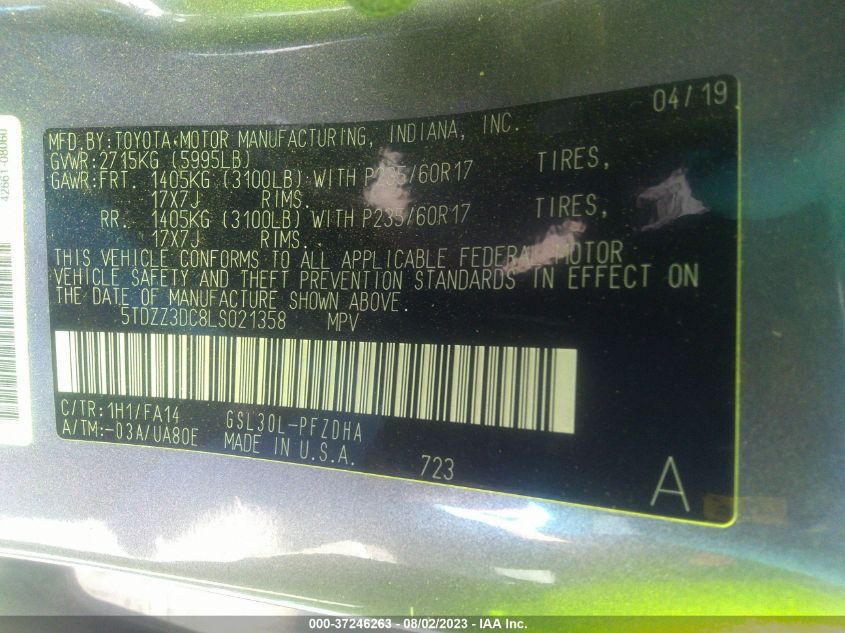 04/19
MFD.BY:TOYOTA MOTOR MANUFACTURING, INDIANA, INC.
GVWR:2715KG (5995LB)
GAWR:FRT. 1405KG (3100LB) WITH P235/60R17 TIRES,
17X7J RIMS.
RR. 1405KG (3100LB) WITH P235/60R17 TIRES,
17X7J RIMS.
THIS VEHICLE CONFORMS TO ALL APPLICABLE FEDERAL MOTOR
VEHICLE SAFETY AND THEFT PREVENTION STANDARDS IN EFFECT ON
THE DATE OF MANUFACTURE SHOWN ABOVE.
5TDZZ3DC8LS021358 MPV
C/TR:1H1/FA14 GSL30L-PFZDHA
A/TM:-03A/UA80E MADE IN U.S.A. 723
A
42661-08060
000-37246263 - 08/02/2023 - IAA Inc.